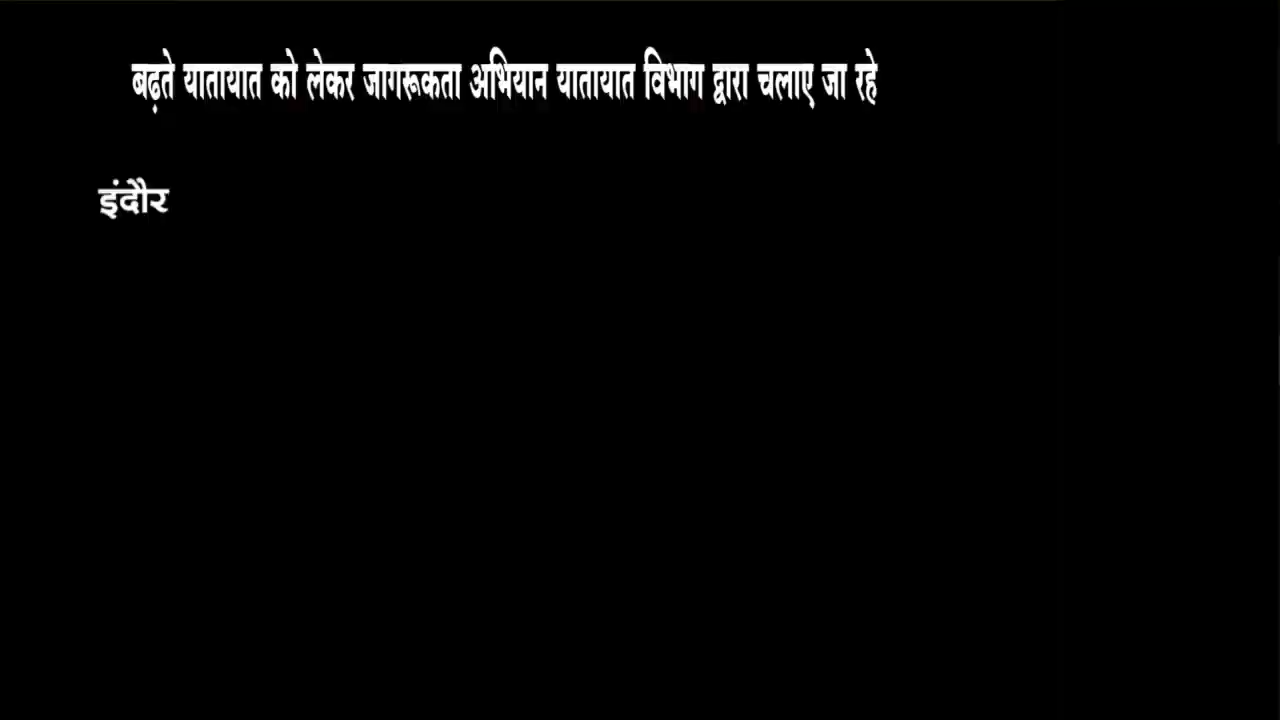 बढ़ते यातायात को लेकर जागरूकता अभियान यातायात विभाग द्वारा चलाए जा रहे
इंदौर